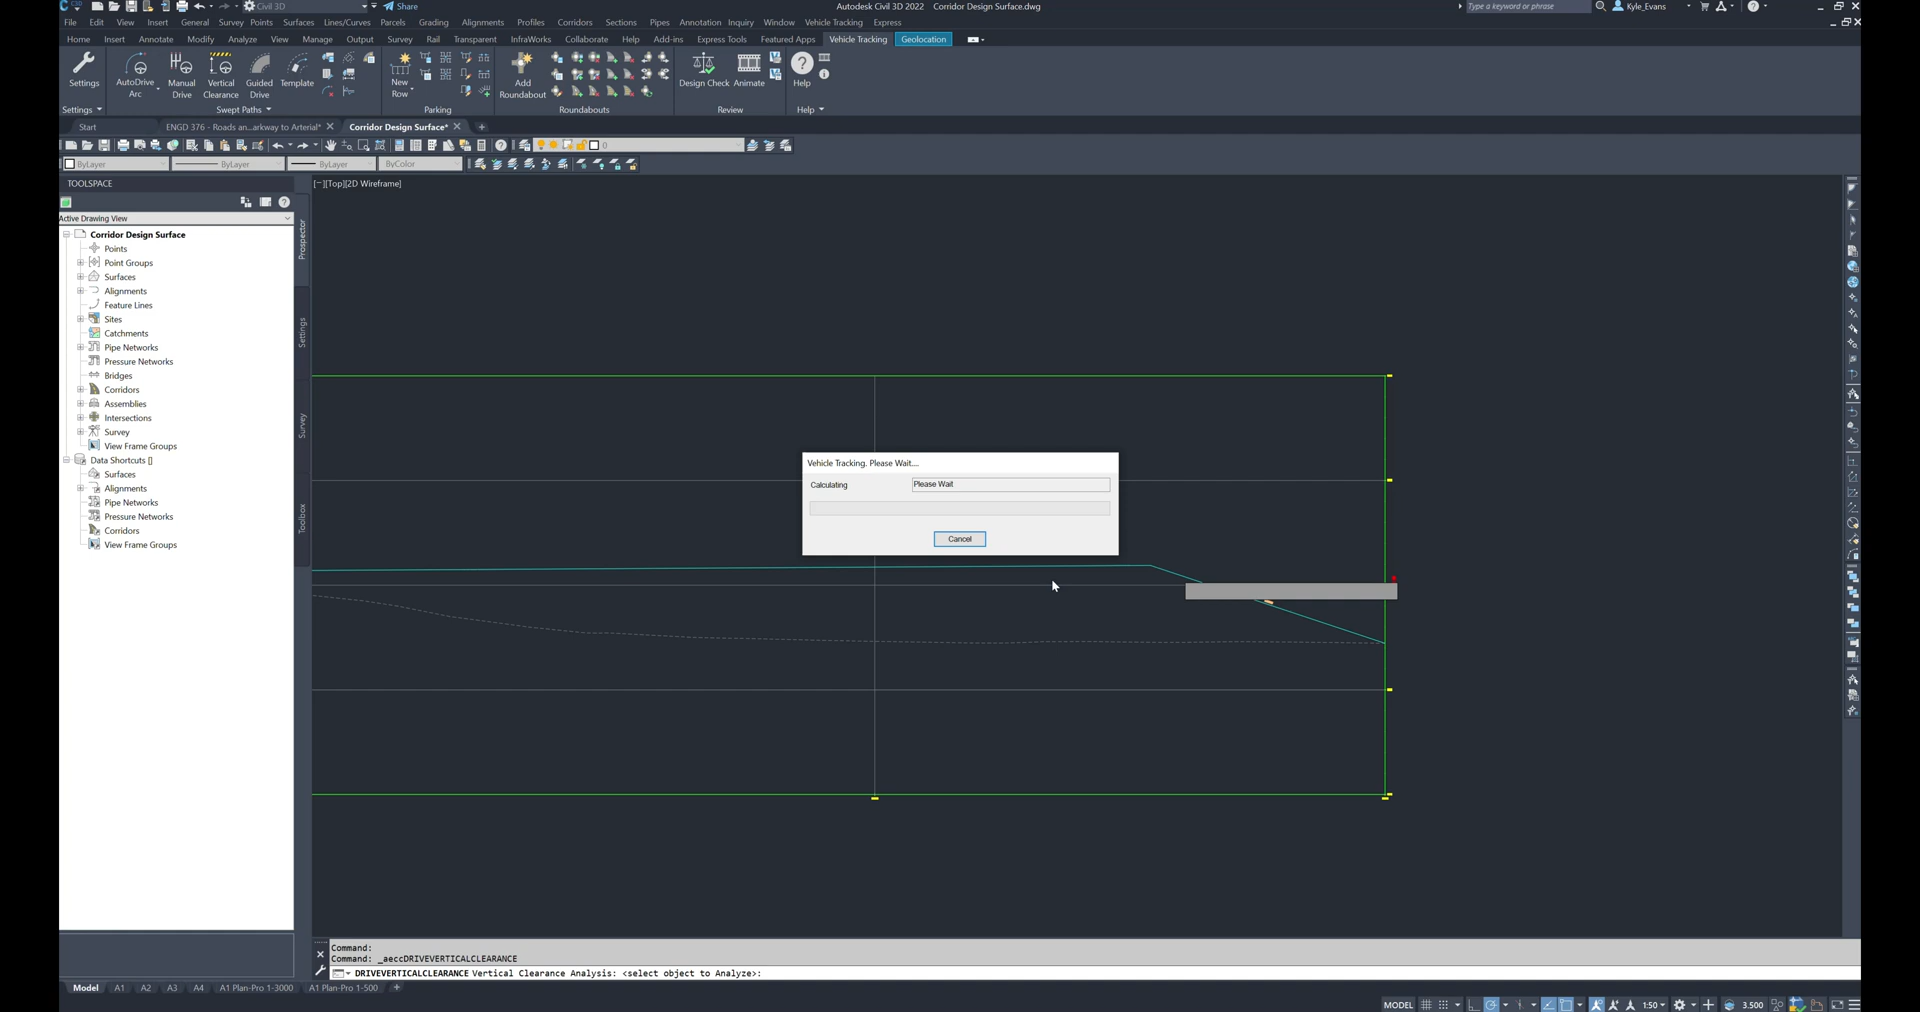 Civil 3D
Share
Autodesk Civil 3D 2022 Corridor Design Surface.dwg
Type a keyword or phrase
Kyle_Evans
File Edit View Insert General Survey Points Surfaces Lines/Curves Parcels Grading Alignments Profiles Corridors Sections Pipes Annotation Inquiry Window Vehicle Tracking Express
Home Insert Annotate Modify Analyze View Manage Output Survey Rail Transparent InfraWorks Collaborate Help Add-ins Express Tools Featured Apps Vehicle Tracking Geolocation
Settings
AutoDrive Arc
Manual Drive
Vertical Clearance
Guided Drive
Template
New Row
Add Roundabout
Design Check
Animate
Help
Settings
Swept Paths
Parking
Roundabouts
Review
Help
Start
ENGD 376 - Roads an...arkway to Arterial*
Corridor Design Surface*
0
ByLayer
ByLayer
ByLayer
ByColor
TOOLSPACE
[−][Top][2D Wireframe]
Active Drawing View
Corridor Design Surface
Points
Point Groups
Surfaces
Alignments
Feature Lines
Sites
Catchments
Pipe Networks
Pressure Networks
Bridges
Corridors
Assemblies
Intersections
Survey
View Frame Groups
Data Shortcuts []
Surfaces
Alignments
Pipe Networks
Pressure Networks
Corridors
View Frame Groups
Prospector
Settings
Survey
Toolbox
Vehicle Tracking. Please Wait....
Calculating
Please Wait
Cancel
Command:
Command: _aeccDRIVEVERTICALCLEARANCE
DRIVEVERTICALCLEARANCE Vertical Clearance Analysis: <select object to Analyze>:
Model A1 A2 A3 A4 A1 Plan-Pro 1-3000 A1 Plan-Pro 1-500
MODEL
1:50
3.500